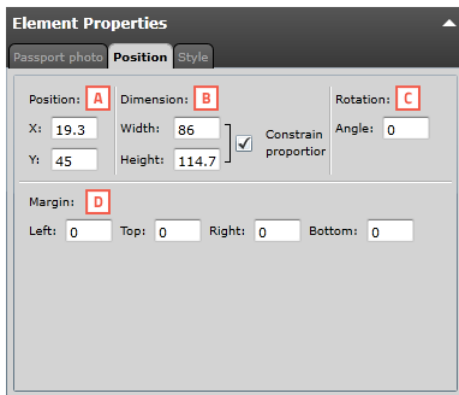 Element Properties
Passport photo Position Style
Position: A Dimension: B Rotation: C
X: 19.3 Width: 86 Constrain proportior Angle: 0
Y: 45 Height: 114.7
Margin: D
Left: 0 Top: 0 Right: 0 Bottom: 0